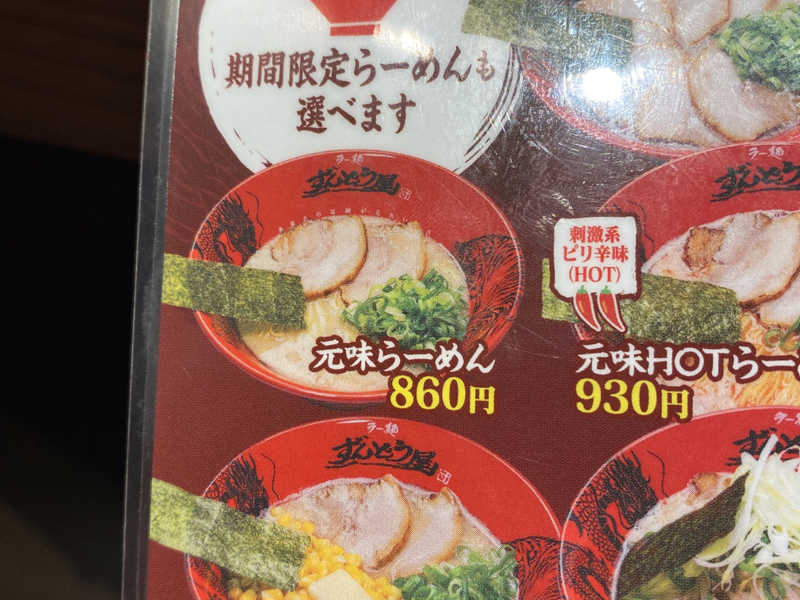 期間限定らーめんも
選べます
ラー麺
ずんどう屋
ラー麺
ずんどう屋
刺激系
ピリ辛味
(HOT)
元味らーめん
860円
元味HOTらー
930円
ラー麺
ずんどう屋
ラー麺